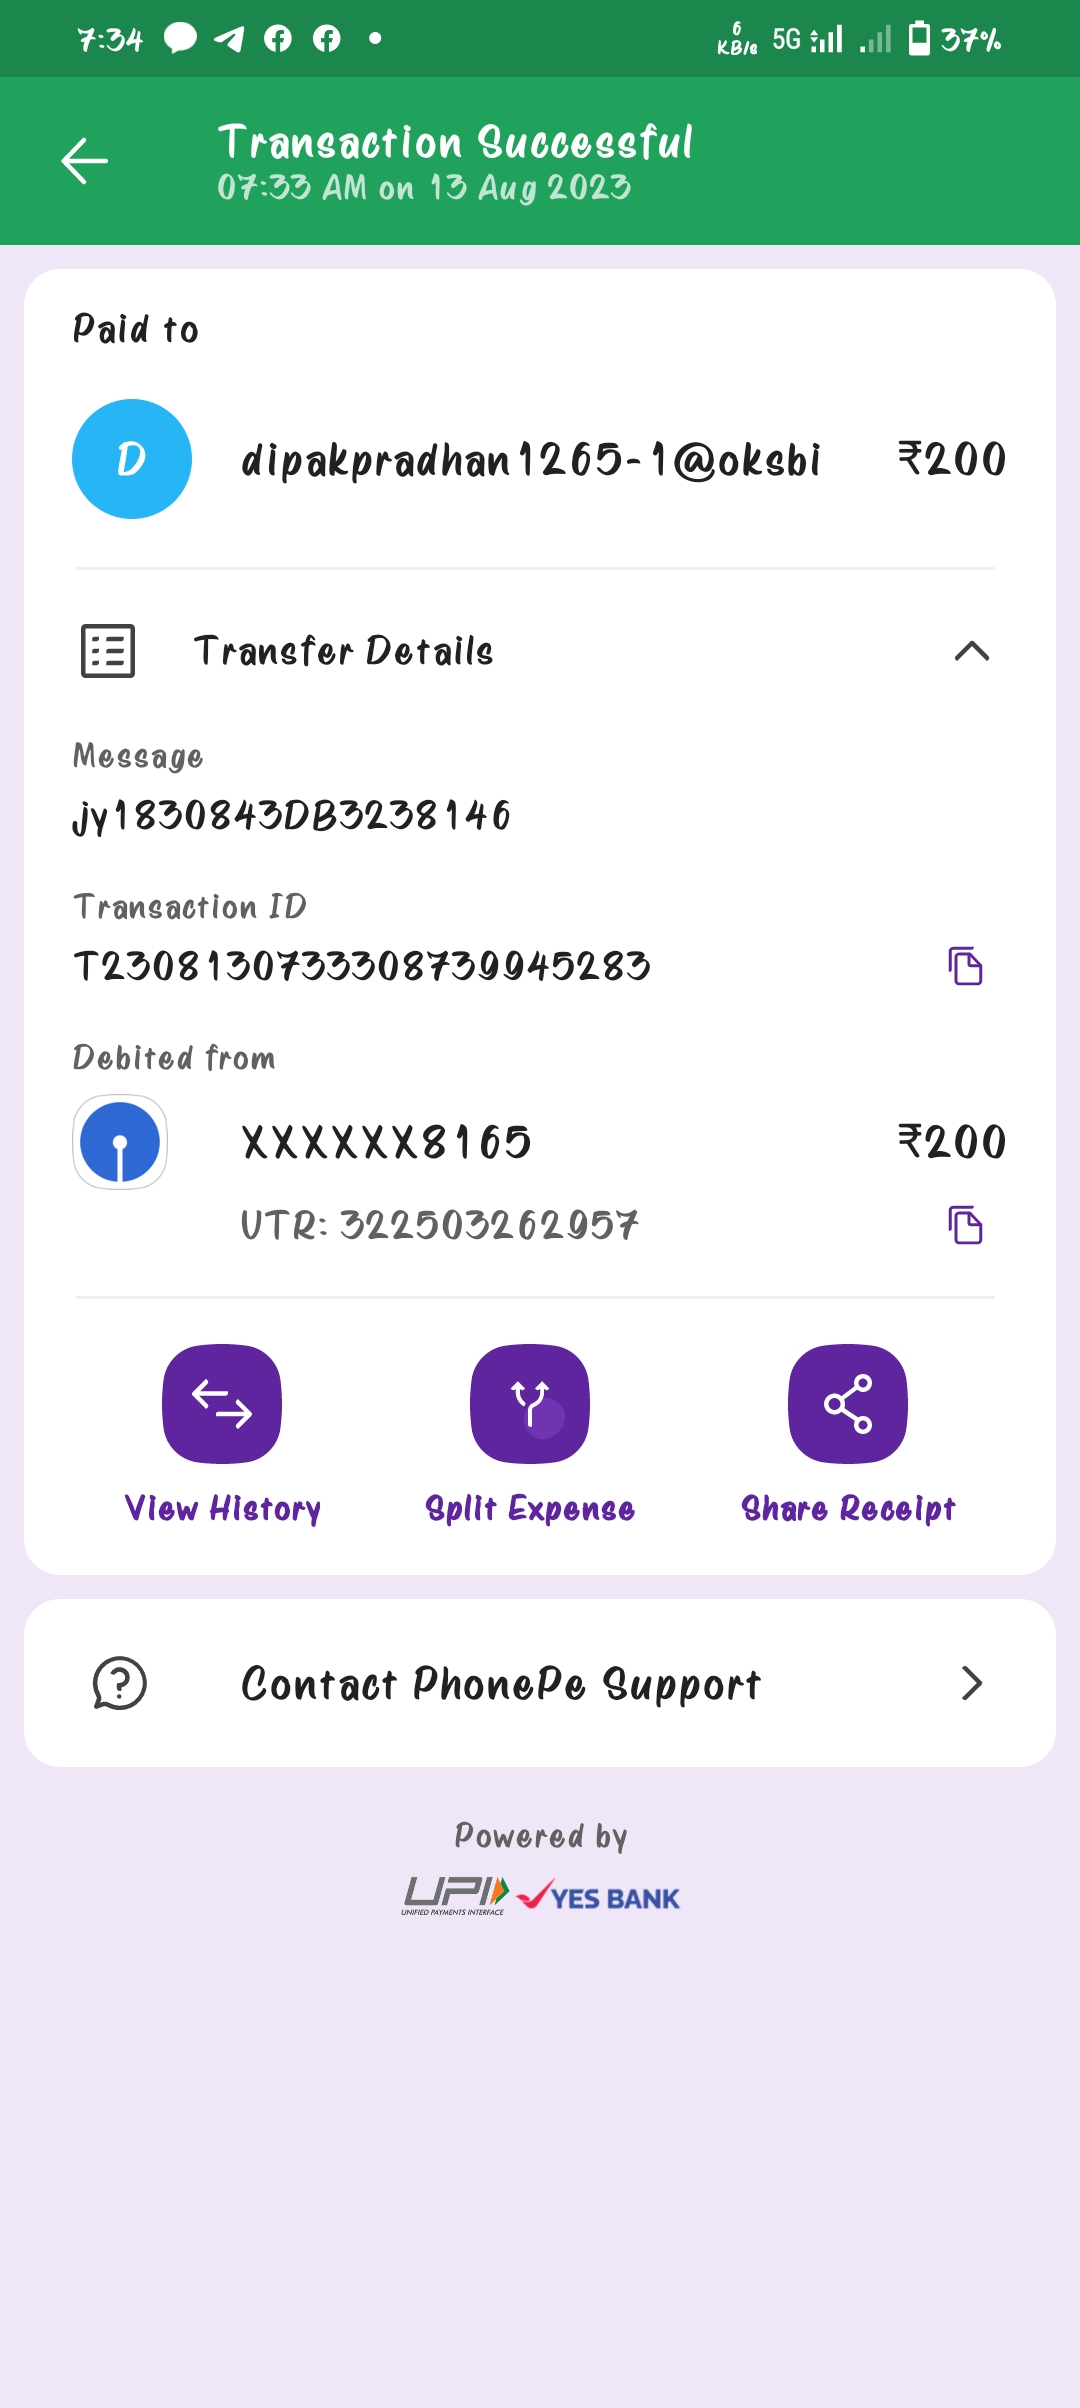 7:34
6
KB/s
5G
37%
Transaction Successful
07:33 AM on 13 Aug 2023
Paid to
D
dipakpradhan1265-1@oksbi
₹200
Transfer Details
Message
jy1830843DB3238146
Transaction ID
T2308130733308739945283
Debited from
XXXXXX8165
₹200
UTR: 322503262957
View History
Split Expense
Share Receipt
Contact PhonePe Support
Powered by
UPI
UNIFIED PAYMENTS INTERFACE
YES BANK